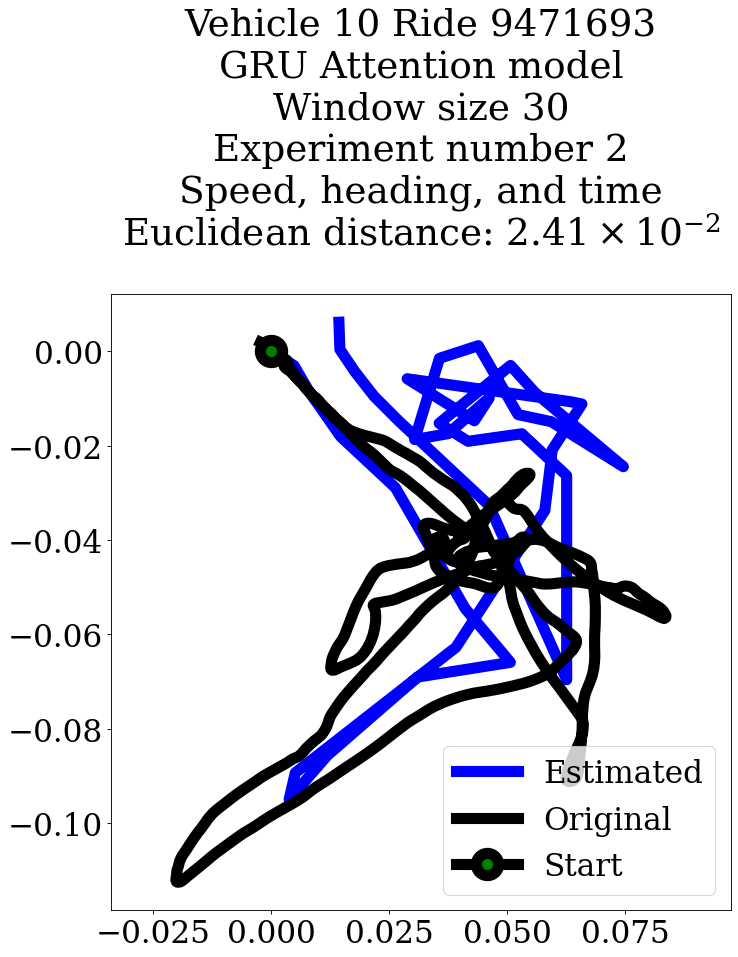 Vehicle 10 Ride 9471693
GRU Attention model
Window size 30
Experiment number 2
Speed, heading, and time
Euclidean distance: 2.41 × 10⁻²
0.00
−0.02
−0.04
−0.06
−0.08
−0.10
Estimated
Original
Start
−0.025 0.000 0.025 0.050 0.075